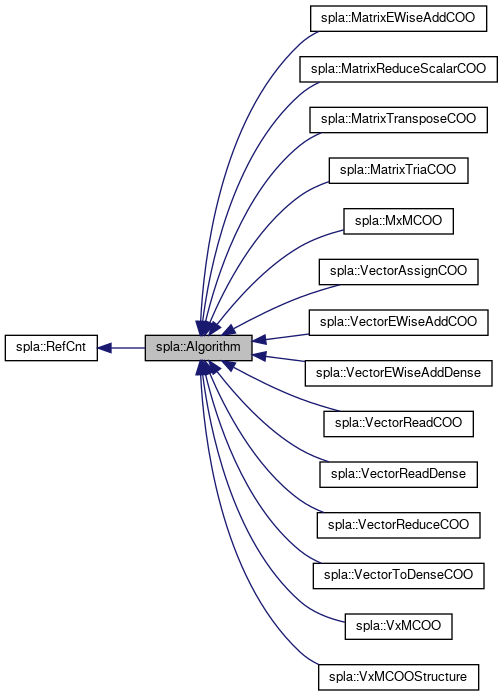 spla::MatrixEWiseAddCOO
spla::MatrixReduceScalarCOO
spla::MatrixTransposeCOO
spla::MatrixTriaCOO
spla::MxMCOO
spla::VectorAssignCOO
spla::VectorEWiseAddCOO
spla::RefCnt
spla::Algorithm
spla::VectorEWiseAddDense
spla::VectorReadCOO
spla::VectorReadDense
spla::VectorReduceCOO
spla::VectorToDenseCOO
spla::VxMCOO
spla::VxMCOOStructure